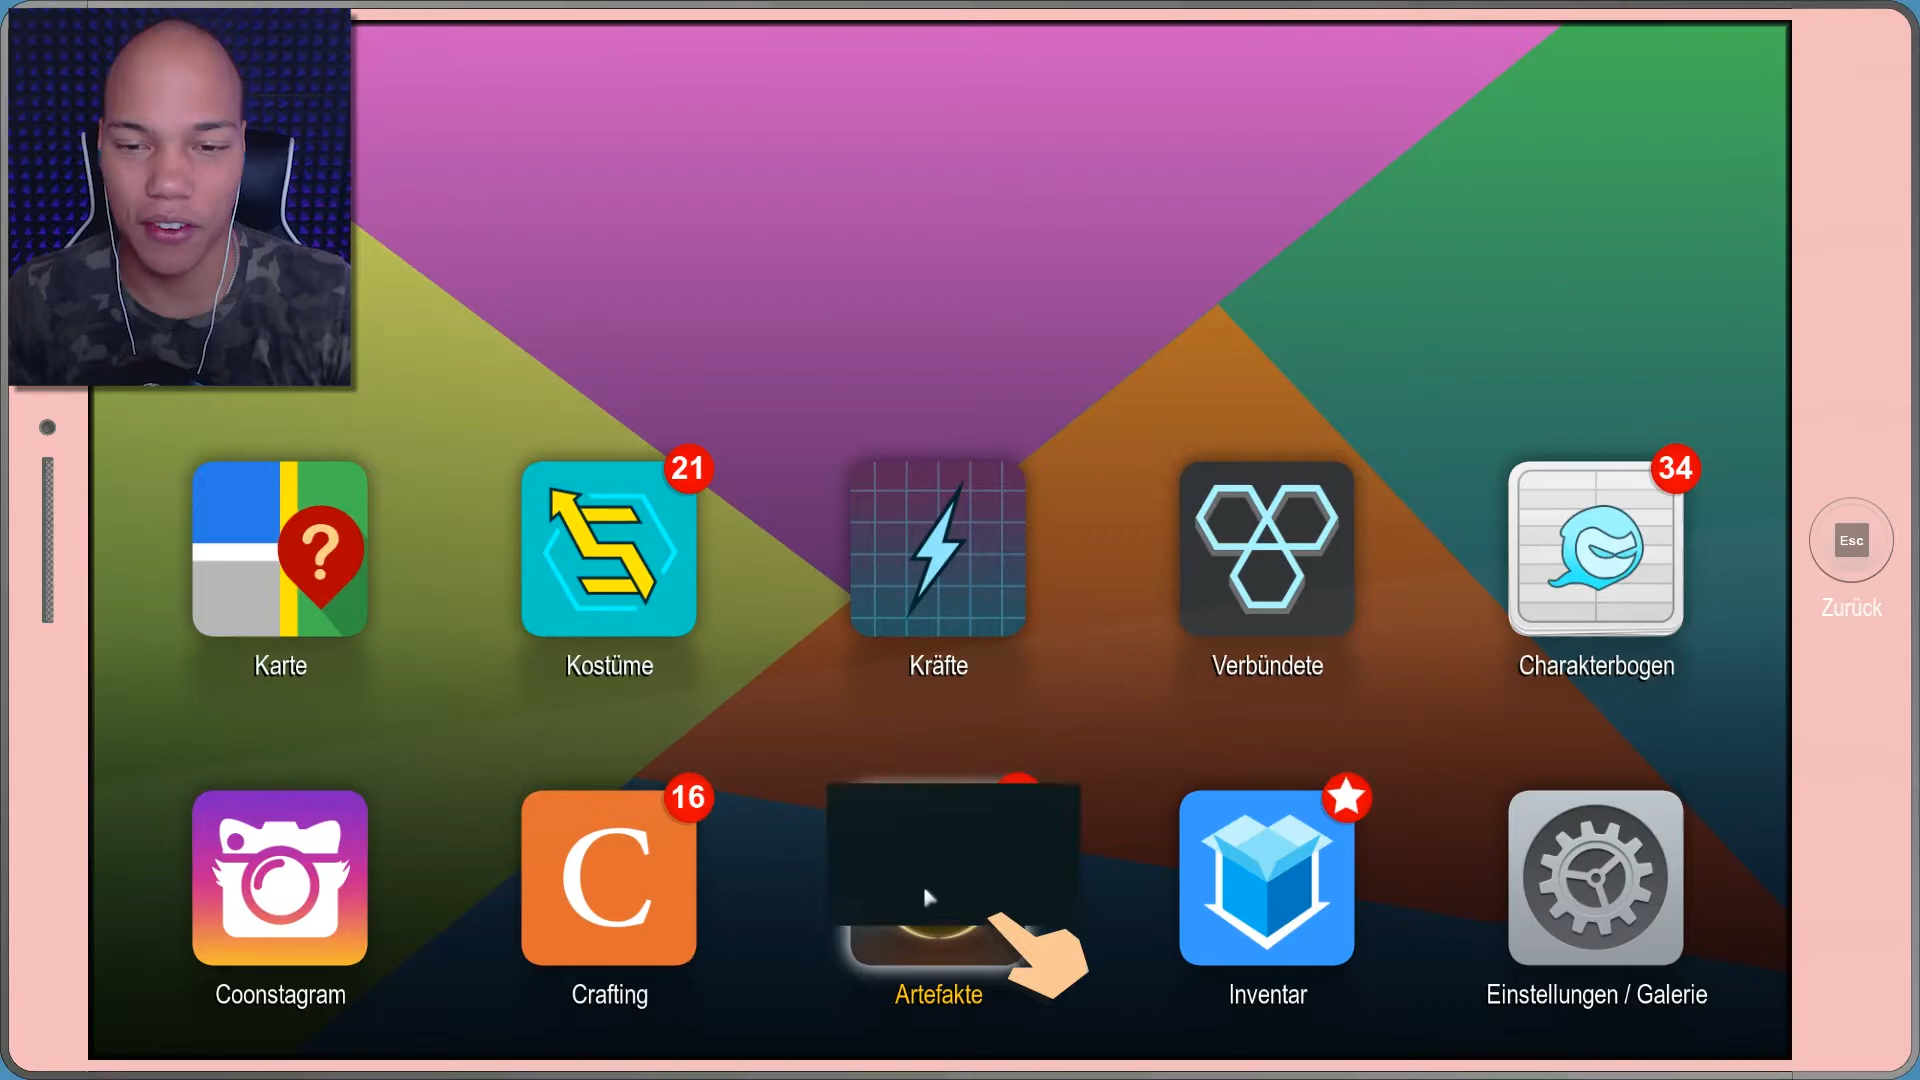 21
34
?
Esc
Zurück
Karte
Kostüme
Kräfte
Verbündete
Charakterbogen
16
C
Coonstagram
Crafting
Artefakte
Inventar
Einstellungen / Galerie